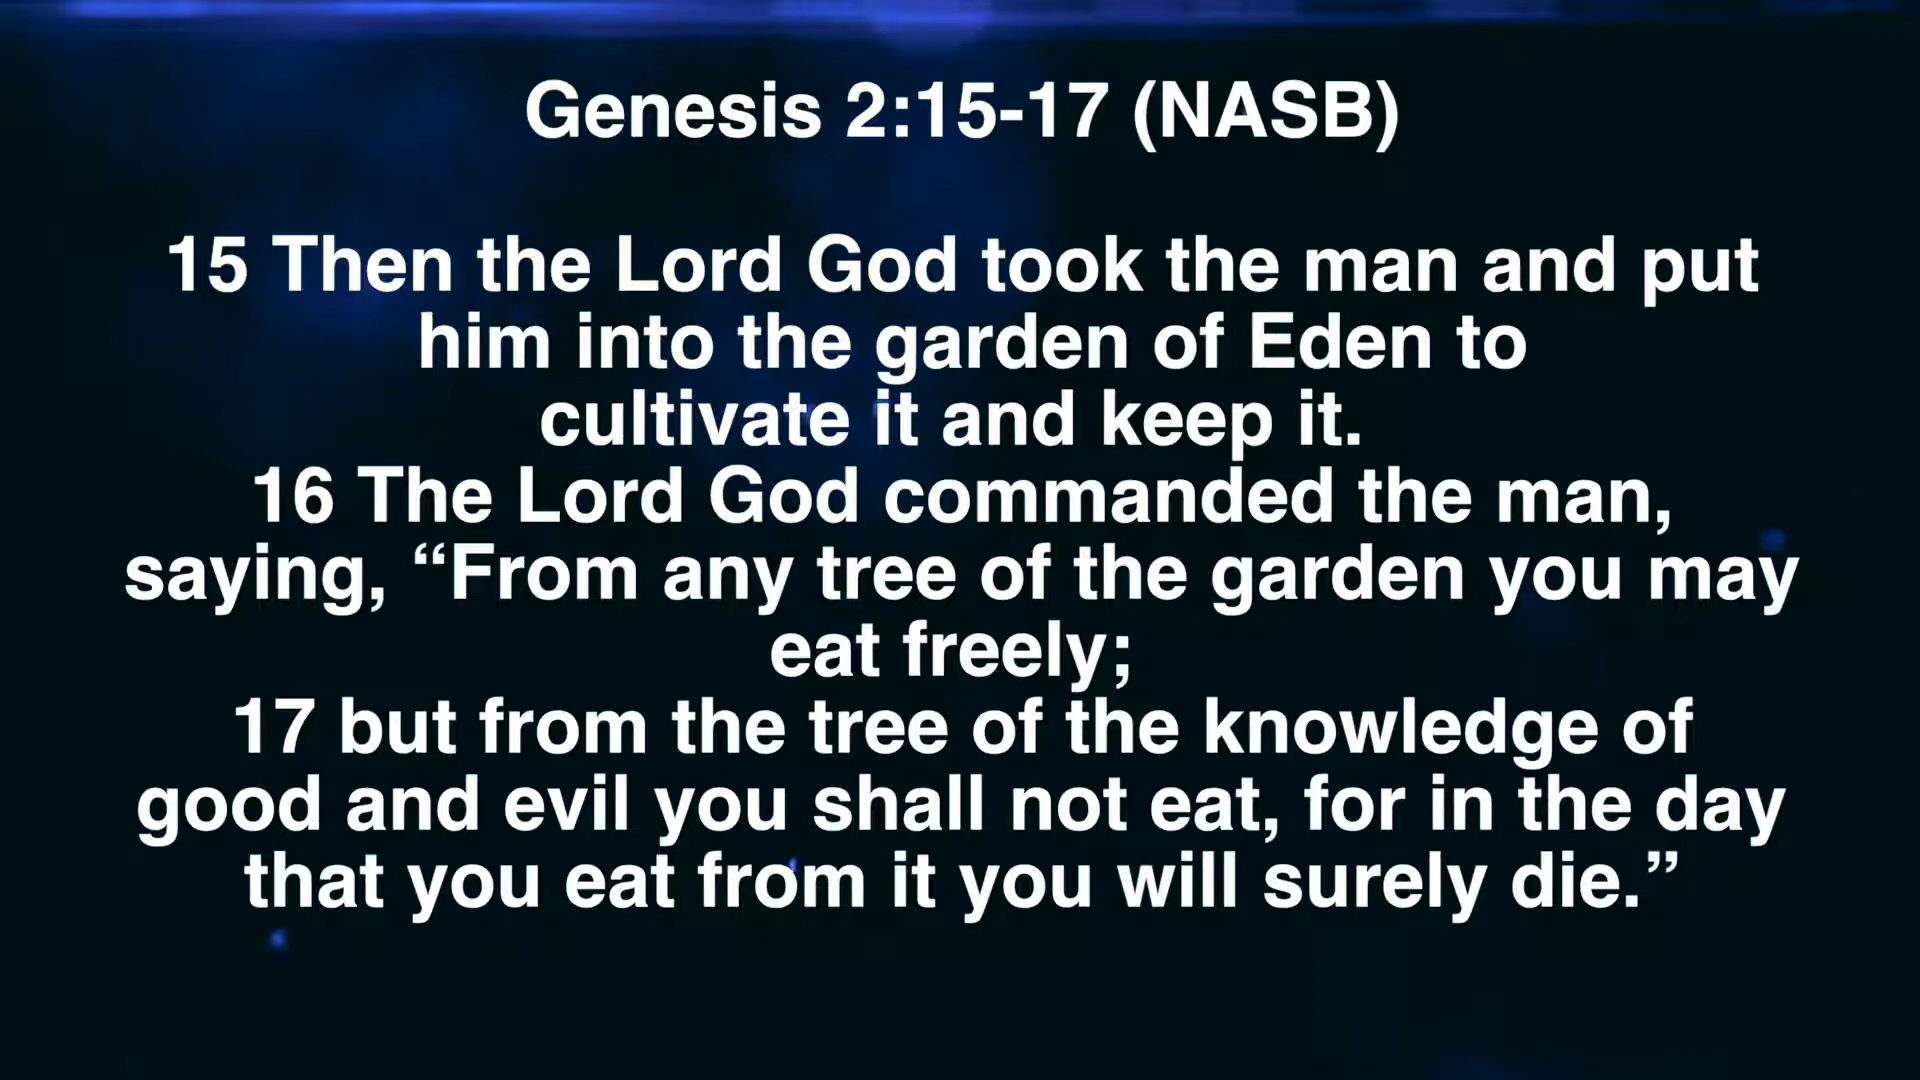 Genesis 2:15-17 (NASB)
15 Then the Lord God took the man and put
him into the garden of Eden to
cultivate it and keep it.
16 The Lord God commanded the man,
saying, “From any tree of the garden you may
eat freely;
17 but from the tree of the knowledge of
good and evil you shall not eat, for in the day
that you eat from it you will surely die.”